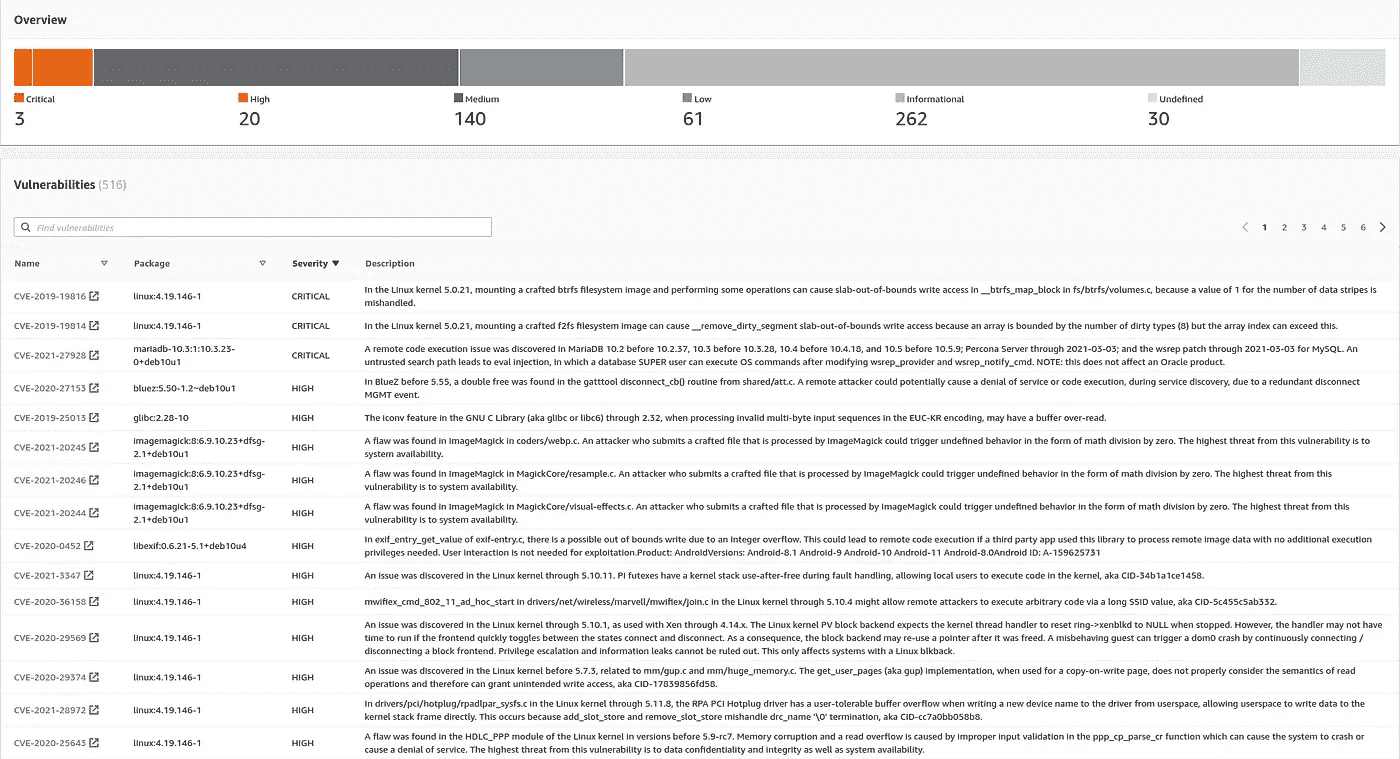 Overview
Critical
High
Medium
Low
Informational
Undefined
3
20
140
61
262
30
Vulnerabilities (516)
Find vulnerabilities
1 2 3 4 5 6
Name
Package
Severity
Description
CVE-2019-19816
linux:4.19.146-1
CRITICAL
In the Linux kernel 5.0.21, mounting a crafted btrfs filesystem image and performing some operations can cause slab-out-of-bounds write access in __btrfs_map_block in fs/btrfs/volumes.c, because a value of 1 for the number of data stripes is
mishandled.
CVE-2019-19814
linux:4.19.146-1
CRITICAL
In the Linux kernel 5.0.21, mounting a crafted f2fs filesystem image can cause __remove_dirty_segment slab-out-of-bounds write access because an array is bounded by the number of dirty types (8) but the array index can exceed this.
CVE-2021-27928
mariadb-10.3:1:10.3.23-
0+deb10u1
CRITICAL
A remote code execution issue was discovered in MariaDB 10.2 before 10.2.37, 10.3 before 10.3.28, 10.4 before 10.4.18, and 10.5 before 10.5.9; Percona Server through 2021-03-03; and the wsrep patch through 2021-03-03 for MySQL. An
untrusted search path leads to eval injection, in which a database SUPER user can execute OS commands after modifying wsrep_provider and wsrep_notify_cmd. NOTE: this does not affect an Oracle product.
CVE-2020-27153
bluez:5.50-1.2~deb10u1
HIGH
In BlueZ before 5.55, a double free was found in the gatttool disconnect_cb() routine from shared/att.c. A remote attacker could potentially cause a denial of service or code execution, during service discovery, due to a redundant disconnect
MGMT event.
CVE-2019-25013
glibc:2.28-10
HIGH
The iconv feature in the GNU C Library (aka glibc or libc6) through 2.32, when processing invalid multi-byte input sequences in the EUC-KR encoding, may have a buffer over-read.
CVE-2021-20245
imagemagick:8:6.9.10.23+dfsg-
2.1+deb10u1
HIGH
A flaw was found in ImageMagick in coders/webp.c. An attacker who submits a crafted file that is processed by ImageMagick could trigger undefined behavior in the form of math division by zero. The highest threat from this vulnerability is to
system availability.
CVE-2021-20246
imagemagick:8:6.9.10.23+dfsg-
2.1+deb10u1
HIGH
A flaw was found in ImageMagick in MagickCore/resample.c. An attacker who submits a crafted file that is processed by ImageMagick could trigger undefined behavior in the form of math division by zero. The highest threat from this
vulnerability is to system availability.
CVE-2021-20244
imagemagick:8:6.9.10.23+dfsg-
2.1+deb10u1
HIGH
A flaw was found in ImageMagick in MagickCore/visual-effects.c. An attacker who submits a crafted file that is processed by ImageMagick could trigger undefined behavior in the form of math division by zero. The highest threat from this
vulnerability is to system availability.
CVE-2020-0452
libexif:0.6.21-5.1+deb10u4
HIGH
In exif_entry_get_value of exif-entry.c, there is a possible out of bounds write due to an integer overflow. This could lead to remote code execution if a third party app used this library to process remote image data with no additional execution
privileges needed. User interaction is not needed for exploitation.Product: AndroidVersions: Android-8.1 Android-9 Android-10 Android-11 Android-8.0Android ID: A-159625731
CVE-2021-3347
linux:4.19.146-1
HIGH
An issue was discovered in the Linux kernel through 5.10.11. PI futexes have a kernel stack use-after-free during fault handling, allowing local users to execute code in the kernel, aka CID-34b1a1ce1458.
CVE-2020-36158
linux:4.19.146-1
HIGH
mwifiex_cmd_802_11_ad_hoc_start in drivers/net/wireless/marvell/mwifiex/join.c in the Linux kernel through 5.10.4 might allow remote attackers to execute arbitrary code via a long SSID value, aka CID-5c455c5ab332.
CVE-2020-29569
linux:4.19.146-1
HIGH
An issue was discovered in the Linux kernel through 5.10.1, as used with Xen through 4.14.x. The Linux kernel PV block backend expects the kernel thread handler to reset ring->xenblkd to NULL when stopped. However, the handler may not have
time to run if the frontend quickly toggles between the states connect and disconnect. As a consequence, the block backend may re-use a pointer after it was freed. A misbehaving guest can trigger a dom0 crash by continuously connecting /
disconnecting a block frontend. Privilege escalation and information leaks cannot be ruled out. This only affects systems with a Linux blkback.
CVE-2020-29374
linux:4.19.146-1
HIGH
An issue was discovered in the Linux kernel before 5.7.3, related to mm/gup.c and mm/huge_memory.c. The get_user_pages (aka gup) implementation, when used for a copy-on-write page, does not properly consider the semantics of read
operations and therefore can grant unintended write access, aka CID-17839856fd58.
CVE-2021-28972
linux:4.19.146-1
HIGH
In drivers/pci/hotplug/rpadlpar_sysfs.c in the Linux kernel through 5.11.8, the RPA PCI Hotplug driver has a user-tolerable buffer overflow when writing a new device name to the driver from userspace, allowing userspace to write data to the
kernel stack frame directly. This occurs because add_slot_store and remove_slot_store mishandle drc_name '\0' termination, aka CID-cc7a0bb058b8.
CVE-2020-25643
linux:4.19.146-1
HIGH
A flaw was found in the HDLC_PPP module of the Linux kernel in versions before 5.9-rc7. Memory corruption and a read overflow is caused by improper input validation in the ppp_cp_parse_cr function which can cause the system to crash or
cause a denial of service. The highest threat from this vulnerability is to data confidentiality and integrity as well as system availability.